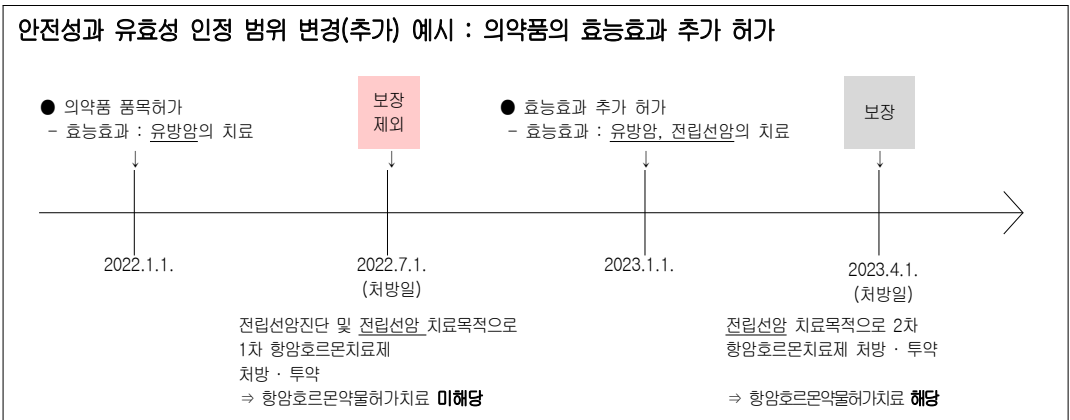 안전성과 유효성 인정 범위 변경(추가) 예시 : 의약품의 효능효과 추가 허가
● 의약품 품목허가
- 효능효과 : 유방암의 치료
↓
보장
제외
↓
● 효능효과 추가 허가
- 효능효과 : 유방암, 전립선암의 치료
↓
보장
↓
2022.1.1.
2022.7.1.
(처방일)
2023.1.1.
2023.4.1.
(처방일)
전립선암진단 및 전립선암 치료목적으로
1차 항암호르몬치료제
처방 · 투약
⇒ 항암호르몬약물허가치료 미해당
전립선암 치료목적으로 2차
항암호르몬치료제 처방 · 투약
⇒ 항암호르몬약물허가치료 해당